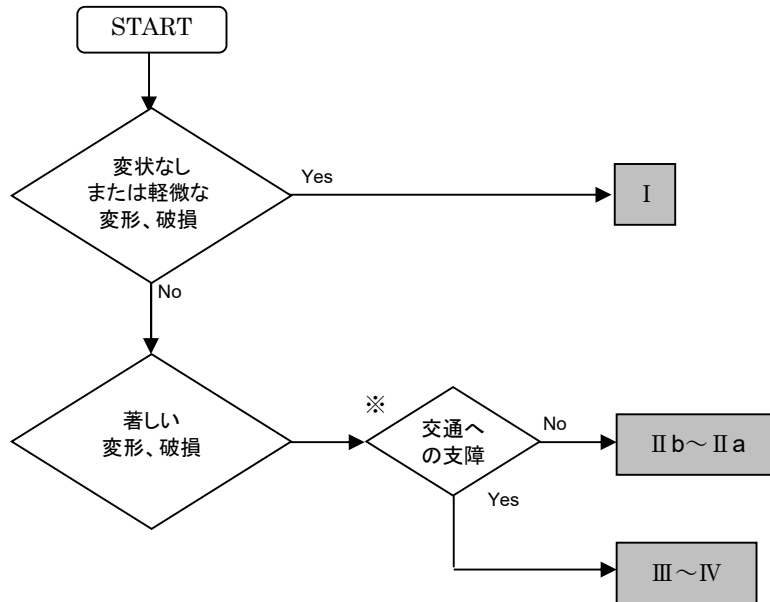 START
変状なし
または軽微な
変形、破損
Yes
Ⅰ
No
著しい
変形、破損
※
交通へ
の支障
No
Ⅱb～Ⅱa
Yes
Ⅲ～Ⅳ